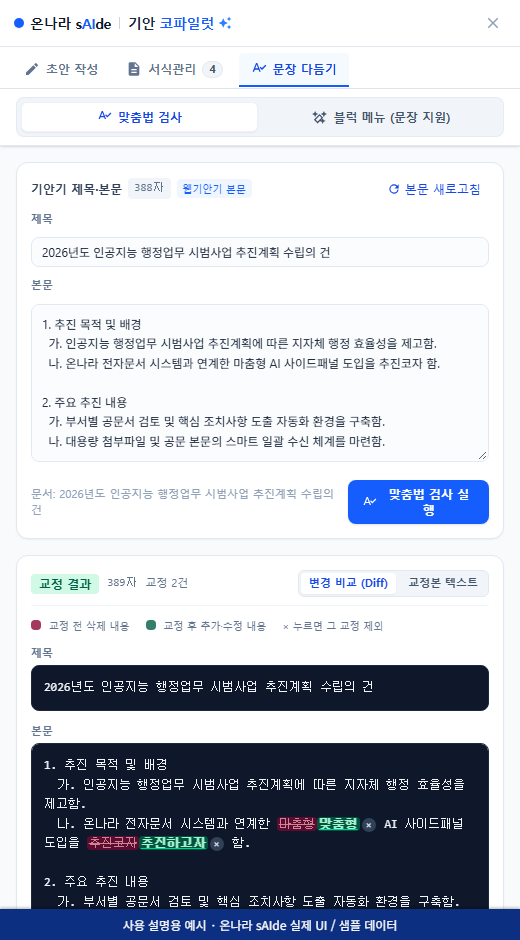 온나라 sAIde | 기안 코파일럿
초안 작성 서식관리 4 문장 다듬기
맞춤법 검사 블럭 메뉴 (문장 지원)
기안기 제목·본문 388자 웹기안기 본문 본문 새로고침
제목
2026년도 인공지능 행정업무 시범사업 추진계획 수립의 건
본문
1. 추진 목적 및 배경
가. 인공지능 행정업무 시범사업 추진계획에 따른 지자체 행정 효율성을 제고함.
나. 온나라 전자문서 시스템과 연계한 마춤형 AI 사이드패널 도입을 추진코자 함.
2. 주요 추진 내용
가. 부서별 공문서 검토 및 핵심 조치사항 도출 자동화 환경을 구축함.
나. 대용량 첨부파일 및 공문 본문의 스마트 일괄 수신 체계를 마련함.
문서: 2026년도 인공지능 행정업무 시범사업 추진계획 수립의
건
맞춤법 검사 실
행
교정 결과 389자 교정 2건 변경 비교 (Diff) 교정본 텍스트
교정 전 삭제 내용 교정 후 추가·수정 내용 × 누르면 그 교정 제외
제목
2026년도 인공지능 행정업무 시범사업 추진계획 수립의 건
본문
1. 추진 목적 및 배경
가. 인공지능 행정업무 시범사업 추진계획에 따른 지자체 행정 효율성을
제고함.
나. 온나라 전자문서 시스템과 연계한 마춤형 맞춤형 × AI 사이드패널
도입을 추진코자 추진하고자 × 함.
2. 주요 추진 내용
가. 부서별 공문서 검토 및 핵심 조치사항 도출 자동화 환경을 구축함.
사용 설명용 예시 · 온나라 sAIde 실제 UI / 샘플 데이터